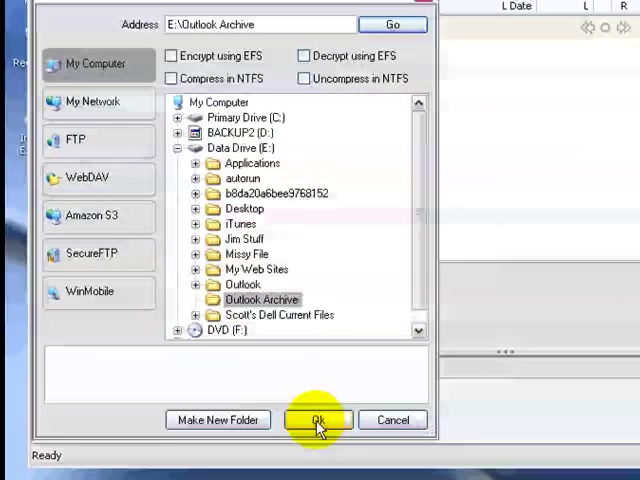 L Date L R
Address E:\Outlook Archive Go
Encrypt using EFS Decrypt using EFS
Compress in NTFS Uncompress in NTFS
My Computer
My Network
FTP
WebDAV
Amazon S3
SecureFTP
WinMobile
My Computer
Primary Drive (C:)
BACKUP2 (D:)
Data Drive (E:)
Applications
autorun
b8da20a6bee9768152
Desktop
iTunes
Jim Stuff
Missy File
My Web Sites
Outlook
Outlook Archive
Scott's Dell Current Files
DVD (F:)
Make New Folder Ok Cancel
Ready